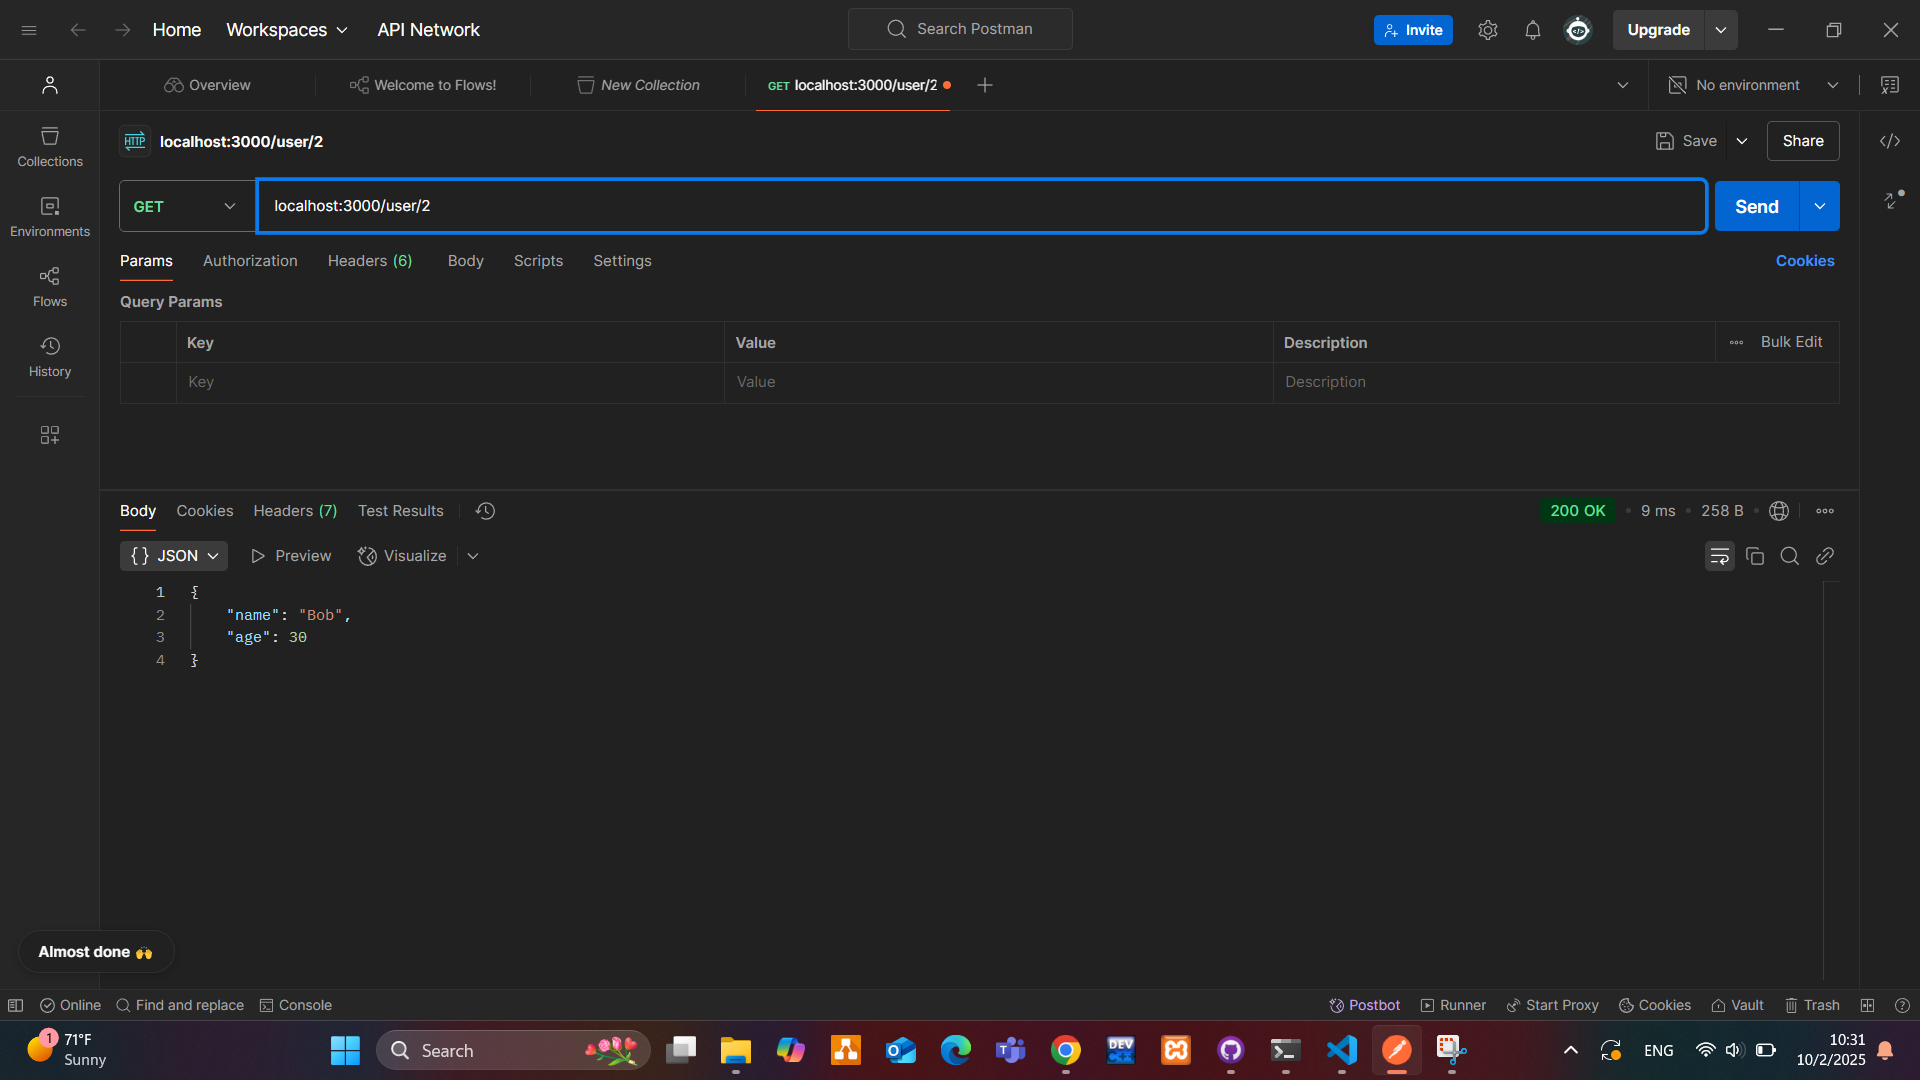 Home Workspaces API Network Search Postman Invite Upgrade
Overview Welcome to Flows! New Collection GET localhost:3000/user/2 No environment
HTTP localhost:3000/user/2 Save Share
Collections
GET localhost:3000/user/2 Send
Environments
Params Authorization Headers (6) Body Scripts Settings Cookies
Flows
Query Params
History
Key Value Description Bulk Edit
Key Value Description
Body Cookies Headers (7) Test Results 200 OK 9 ms 258 B
{} JSON Preview Visualize
1 {
2 "name": "Bob",
3 "age": 30
4 }
Almost done 🙌
Online Find and replace Console Postbot Runner Start Proxy Cookies Vault Trash
1 71°F
Sunny
Search
DEV
C++
ENG
10:31
10/2/2025